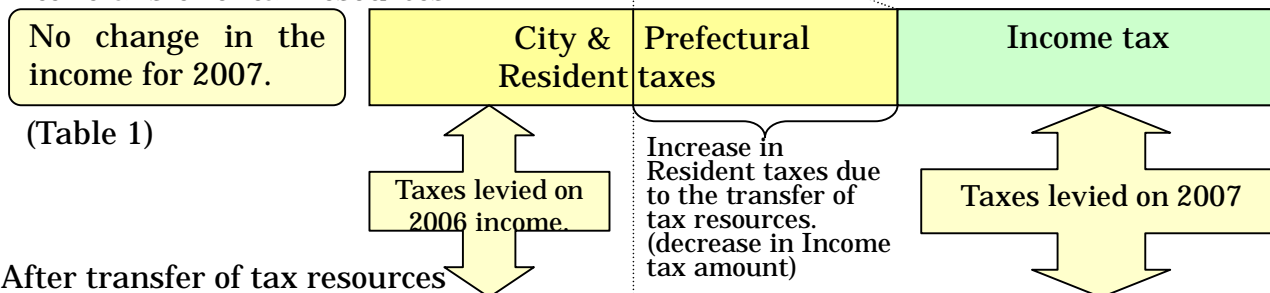 No change in the
income for 2007.
(Table 1)
City & Prefectural
Resident taxes
Income tax
Taxes levied on
2006 income.
Increase in
Resident taxes due
to the transfer of
tax resources.
(decrease in Income
tax amount)
Taxes levied on 2007
After transfer of tax resources